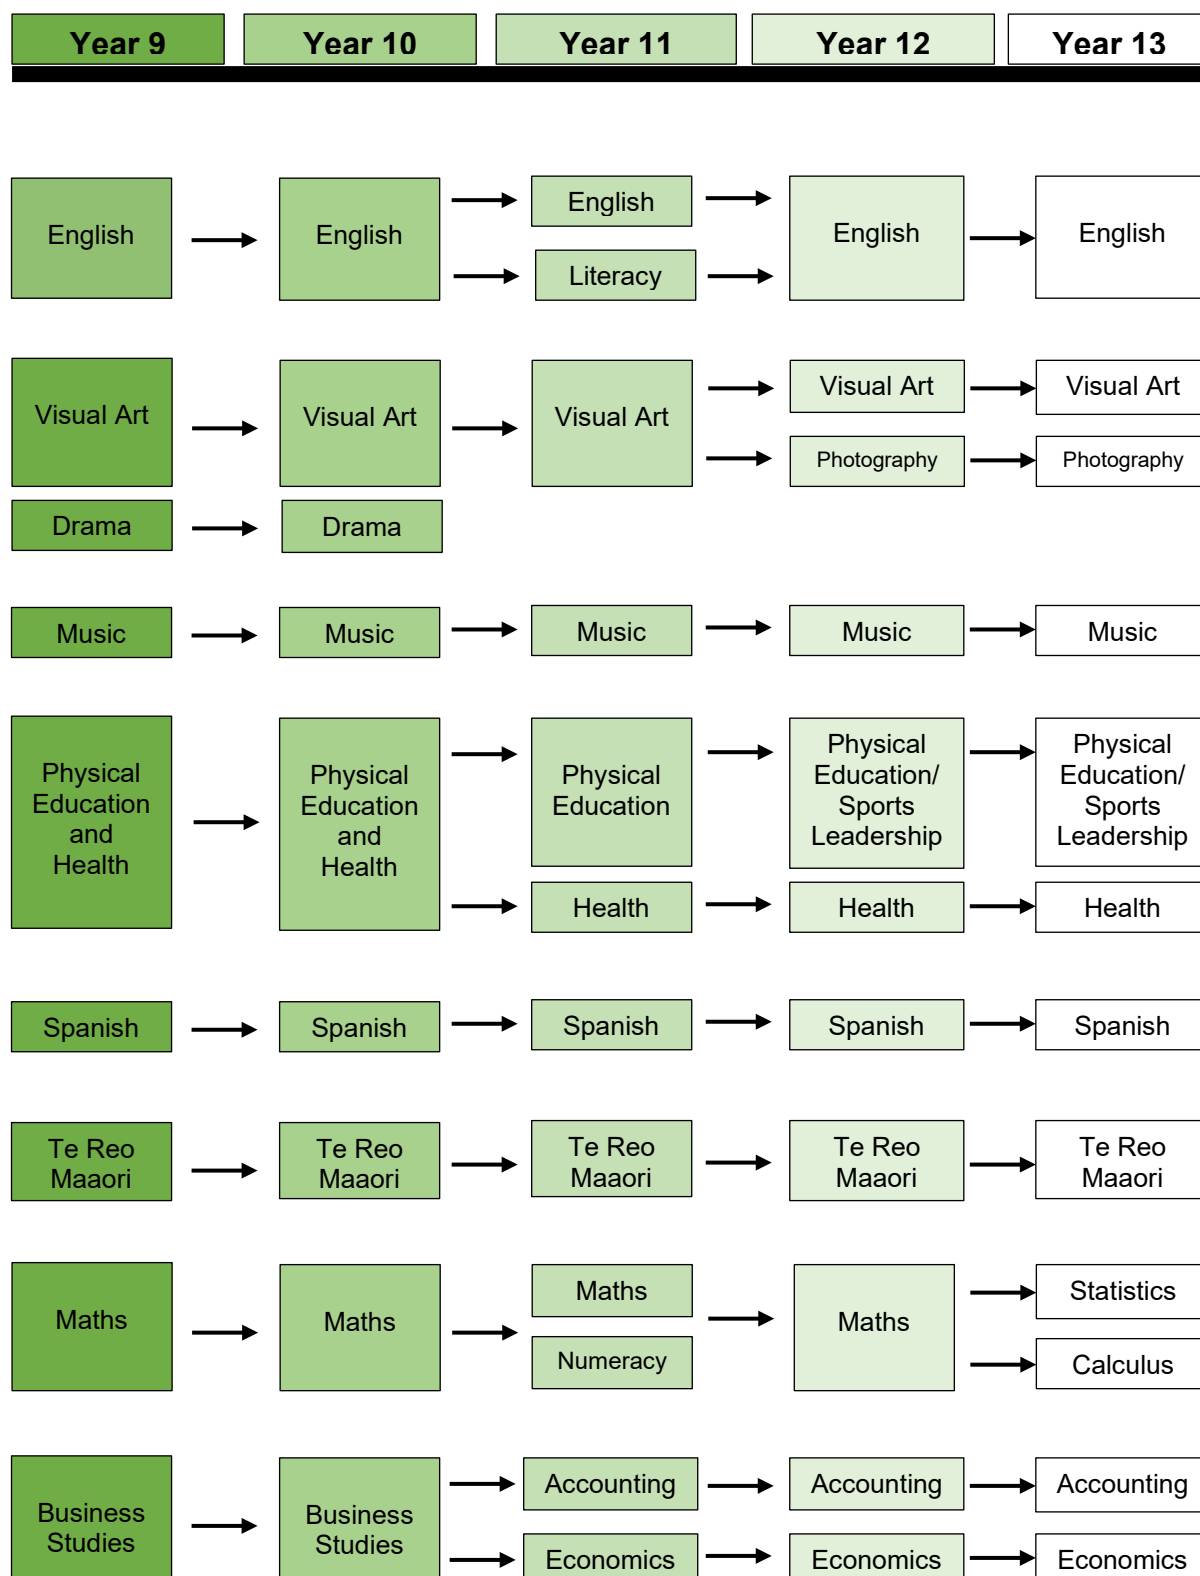 Year 9 Year 10 Year 11 Year 12 Year 13
English
English
English
Literacy
English
English
Visual Art
Visual Art
Visual Art
Visual Art
Photography
Visual Art
Photography
Drama
Drama
Music
Music
Music
Music
Music
Physical
Education
and
Health
Physical
Education
and
Health
Physical
Education
Health
Physical
Education/
Sports
Leadership
Health
Physical
Education/
Sports
Leadership
Health
Spanish
Spanish
Spanish
Spanish
Spanish
Te Reo
Maaori
Te Reo
Maaori
Te Reo
Maaori
Te Reo
Maaori
Te Reo
Maaori
Maths
Maths
Maths
Numeracy
Maths
Statistics
Calculus
Business
Studies
Business
Studies
Accounting
Economics
Accounting
Economics
Accounting
Economics